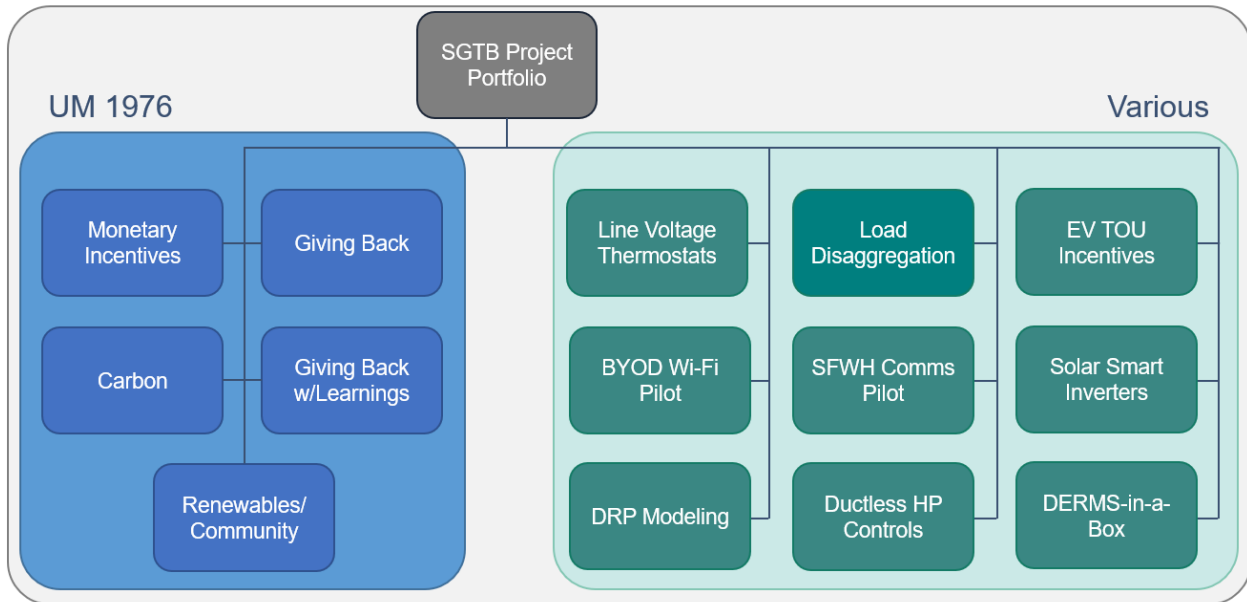 SGTB Project
Portfolio
UM 1976
Various
Monetary
Incentives
Giving Back
Carbon
Giving Back
w/Learnings
Renewables/
Community
Line Voltage
Thermostats
Load
Disaggregation
EV TOU
Incentives
BYOD Wi-Fi
Pilot
SFWH Comms
Pilot
Solar Smart
Inverters
DRP Modeling
Ductless HP
Controls
DERMS-in-a-
Box